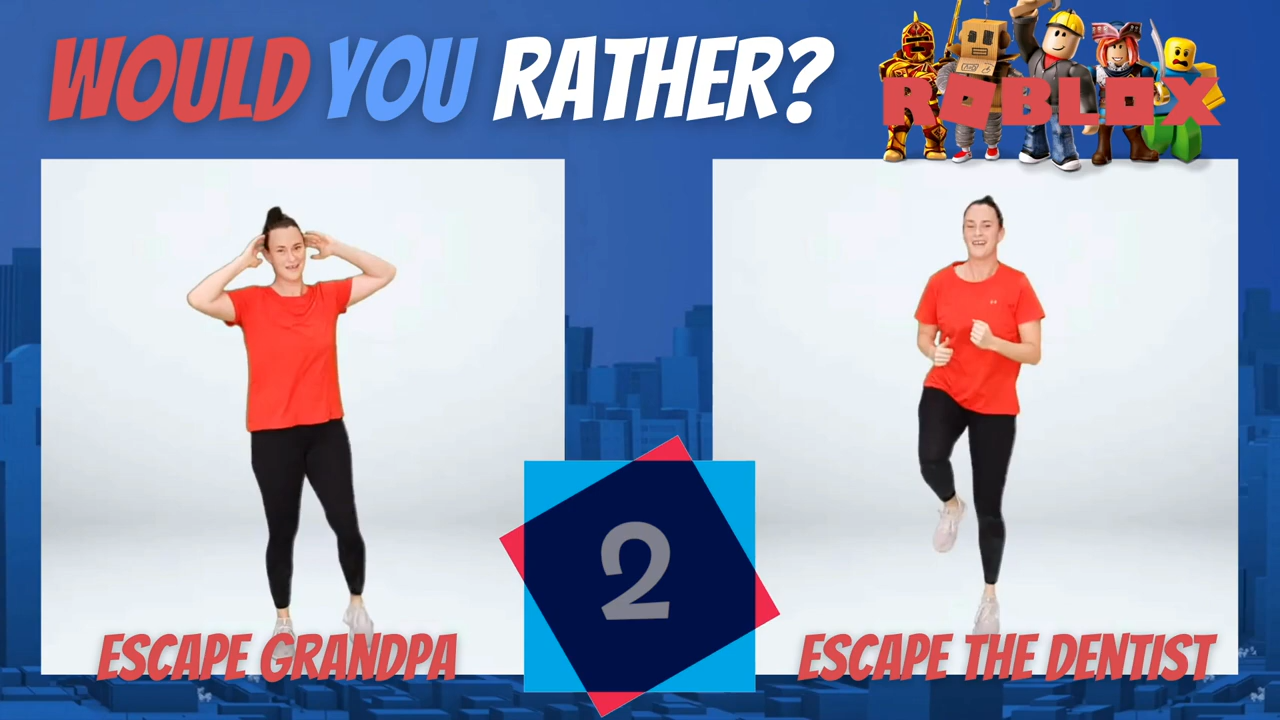 WOULD YOU RATHER?
ROBLOX
2
ESCAPE GRANDPA
ESCAPE THE DENTIST